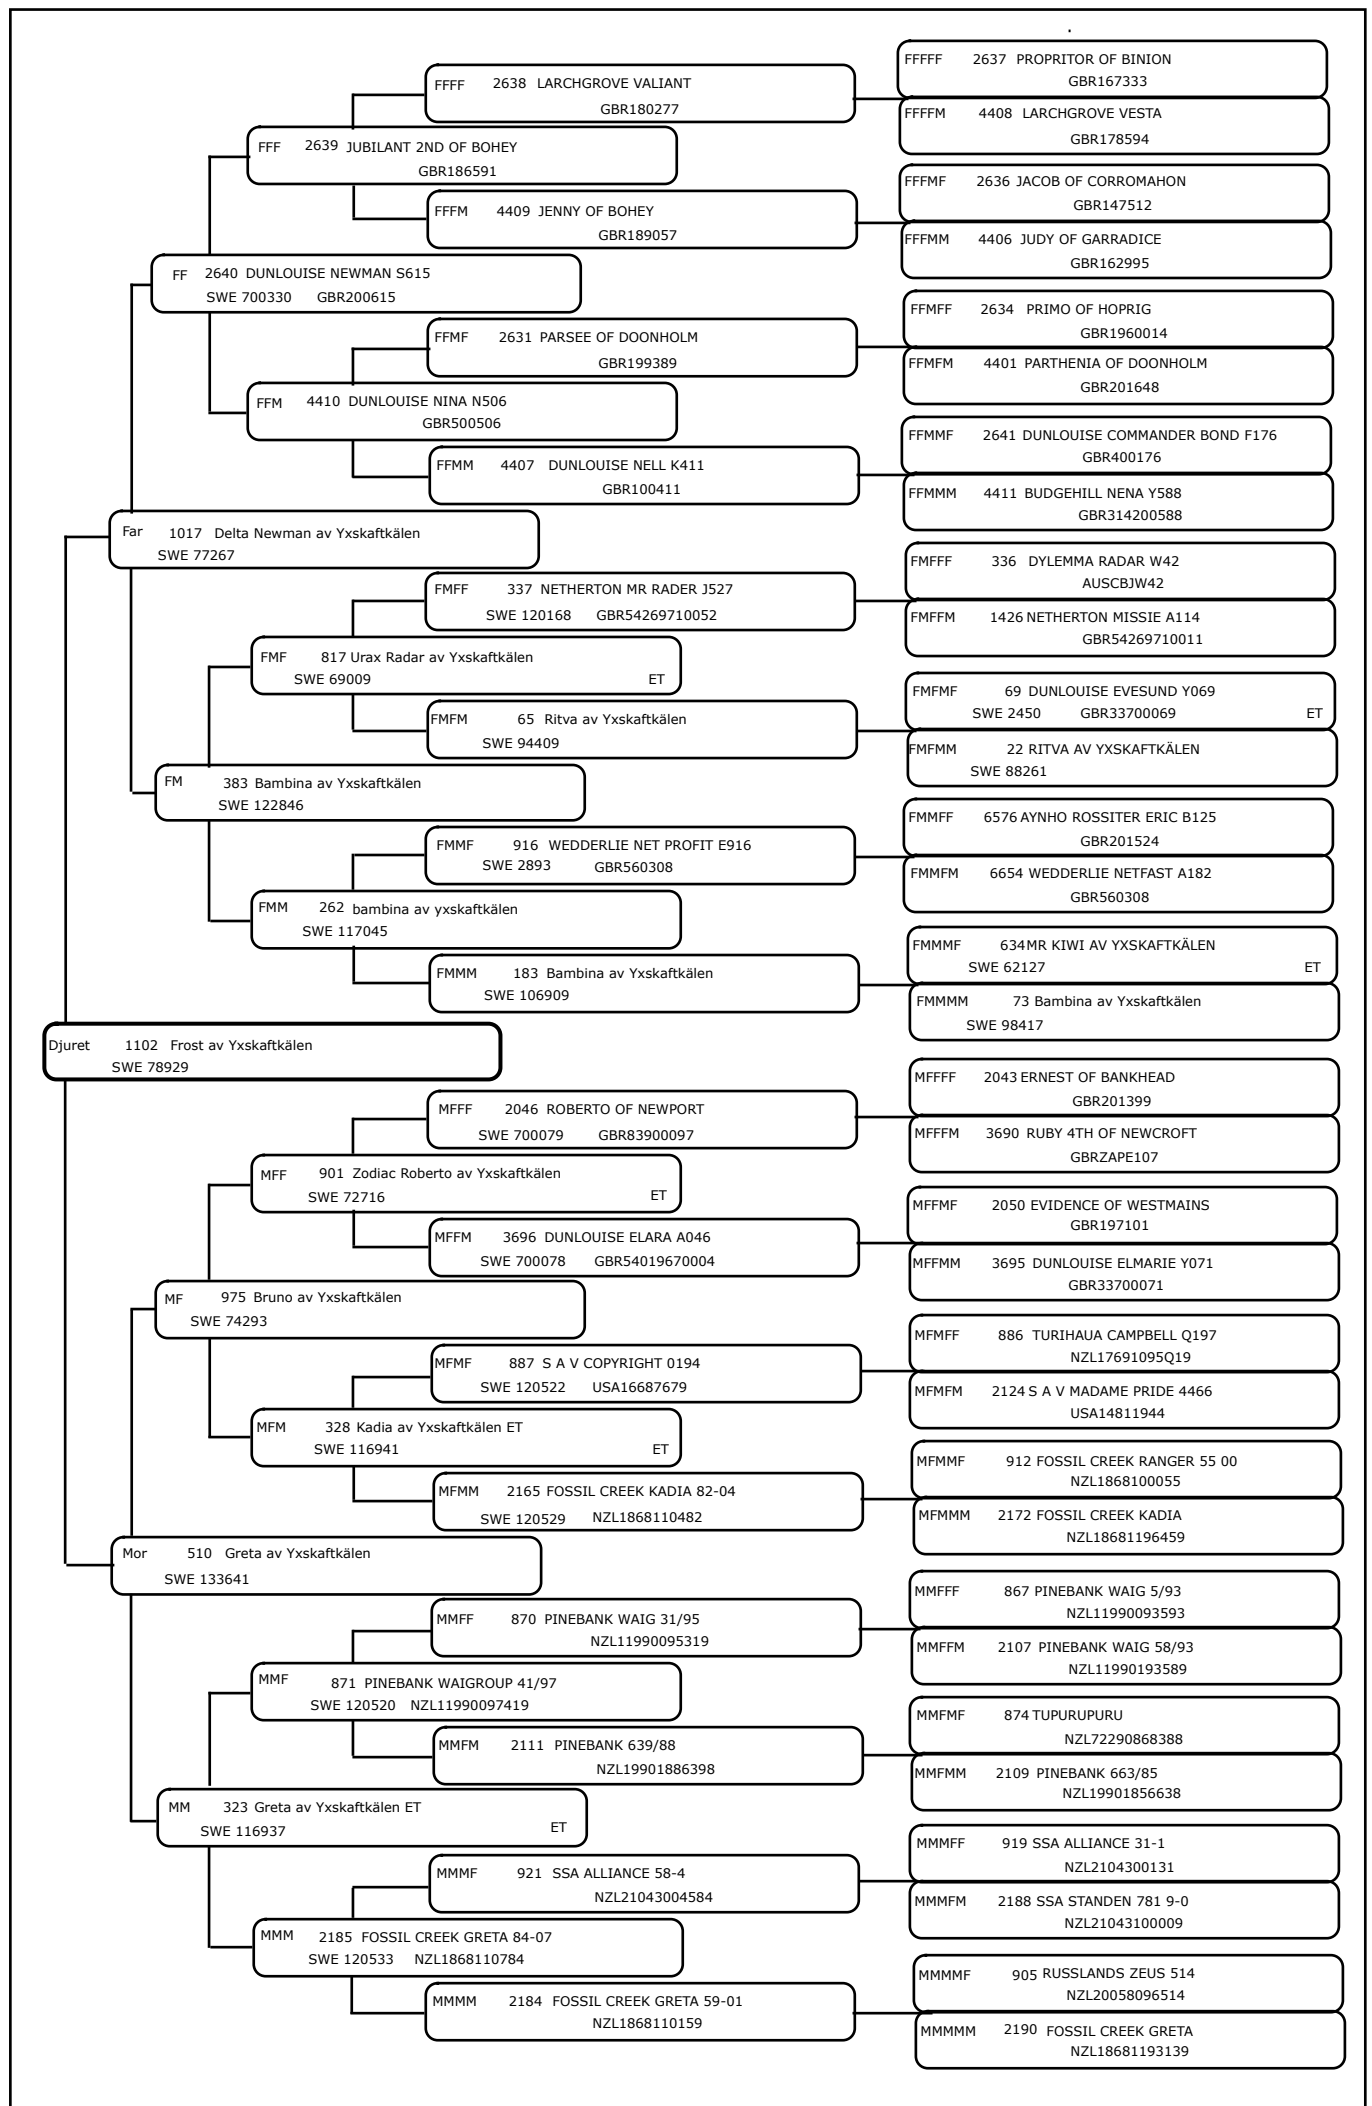 FFFF 2638 LARCHGROVE VALIANT
GBR180277
FFFFF 2637 PROPRITOR OF BINION
GBR167333
FFFFM 4408 LARCHGROVE VESTA
GBR178594
FFF 2639 JUBILANT 2ND OF BOHEY
GBR186591
FFFM 4409 JENNY OF BOHEY
GBR189057
FFFMF 2636 JACOB OF CORROMAHON
GBR147512
FFFMM 4406 JUDY OF GARRADICE
GBR162995
FF 2640 DUNLOUISE NEWMAN S615
SWE 700330 GBR200615
FFMF 2631 PARSEE OF DOONHOLM
GBR199389
FFMFF 2634 PRIMO OF HOPRIG
GBR1960014
FFMFM 4401 PARTHENIA OF DOONHOLM
GBR201648
FFM 4410 DUNLOUISE NINA N506
GBR500506
FFMM 4407 DUNLOUISE NELL K411
GBR100411
FFMMF 2641 DUNLOUISE COMMANDER BOND F176
GBR400176
FFMMM 4411 BUDGEHILL NENA Y588
GBR314200588
Far 1017 Delta Newman av Yxskaftkälen
SWE 77267
FMFF 337 NETHERTON MR RADER J527
SWE 120168 GBR54269710052
FMFFF 336 DYLEMMA RADAR W42
AUSCBJW42
FMFFM 1426 NETHERTON MISSIE A114
GBR54269710011
FMF 817 Urax Radar av Yxskaftkälen
SWE 69009 ET
FMFM 65 Ritva av Yxskaftkälen
SWE 94409
FMFMF 69 DUNLOUISE EVESUND Y069
SWE 2450 GBR33700069 ET
FMFMM 22 RITVA AV YXSKAFTKÄLEN
SWE 88261
FM 383 Bambina av Yxskaftkälen
SWE 122846
FMMF 916 WEDDERLIE NET PROFIT E916
SWE 2893 GBR560308
FMMFF 6576 AYNHO ROSSITER ERIC B125
GBR201524
FMMFM 6654 WEDDERLIE NETFAST A182
GBR560308
FMM 262 bambina av yxskaftkälen
SWE 117045
FMMM 183 Bambina av Yxskaftkälen
SWE 106909
FMMMF 634 MR KIWI AV YXSKAFTKÄLEN
SWE 62127 ET
FMMMM 73 Bambina av Yxskaftkälen
SWE 98417
Djuret 1102 Frost av Yxskaftkälen
SWE 78929
MFFF 2046 ROBERTO OF NEWPORT
SWE 700079 GBR83900097
MFFFF 2043 ERNEST OF BANKHEAD
GBR201399
MFFFM 3690 RUBY 4TH OF NEWCROFT
GBRZAPE107
MFF 901 Zodiac Roberto av Yxskaftkälen
SWE 72716 ET
MFFM 3696 DUNLOUISE ELARA A046
SWE 700078 GBR54019670004
MFFMF 2050 EVIDENCE OF WESTMAINS
GBR197101
MFFMM 3695 DUNLOUISE ELMARIE Y071
GBR33700071
MF 975 Bruno av Yxskaftkälen
SWE 74293
MFMF 887 S A V COPYRIGHT 0194
SWE 120522 USA16687679
MFMFF 886 TURIHAUA CAMPBELL Q197
NZL17691095Q19
MFMFM 2124 S A V MADAME PRIDE 4466
USA14811944
MFM 328 Kadia av Yxskaftkälen ET
SWE 116941 ET
MFMM 2165 FOSSIL CREEK KADIA 82-04
SWE 120529 NZL1868110482
MFMMF 912 FOSSIL CREEK RANGER 55 00
NZL1868100055
MFMMM 2172 FOSSIL CREEK KADIA
NZL18681196459
Mor 510 Greta av Yxskaftkälen
SWE 133641
MMFF 870 PINEBANK WAIG 31/95
NZL11990095319
MMFFF 867 PINEBANK WAIG 5/93
NZL11990093593
MMFFM 2107 PINEBANK WAIG 58/93
NZL11990193589
MMF 871 PINEBANK WAIGROUP 41/97
SWE 120520 NZL11990097419
MMFM 2111 PINEBANK 639/88
NZL19901886398
MMFMF 874 TUPURUPURU
NZL72290868388
MMFMM 2109 PINEBANK 663/85
NZL19901856638
MM 323 Greta av Yxskaftkälen ET
SWE 116937 ET
MMMF 921 SSA ALLIANCE 58-4
NZL21043004584
MMMFF 919 SSA ALLIANCE 31-1
NZL2104300131
MMMFM 2188 SSA STANDEN 781 9-0
NZL21043100009
MMM 2185 FOSSIL CREEK GRETA 84-07
SWE 120533 NZL1868110784
MMMM 2184 FOSSIL CREEK GRETA 59-01
NZL1868110159
MMMMF 905 RUSSLANDS ZEUS 514
NZL20058096514
MMMMM 2190 FOSSIL CREEK GRETA
NZL18681193139